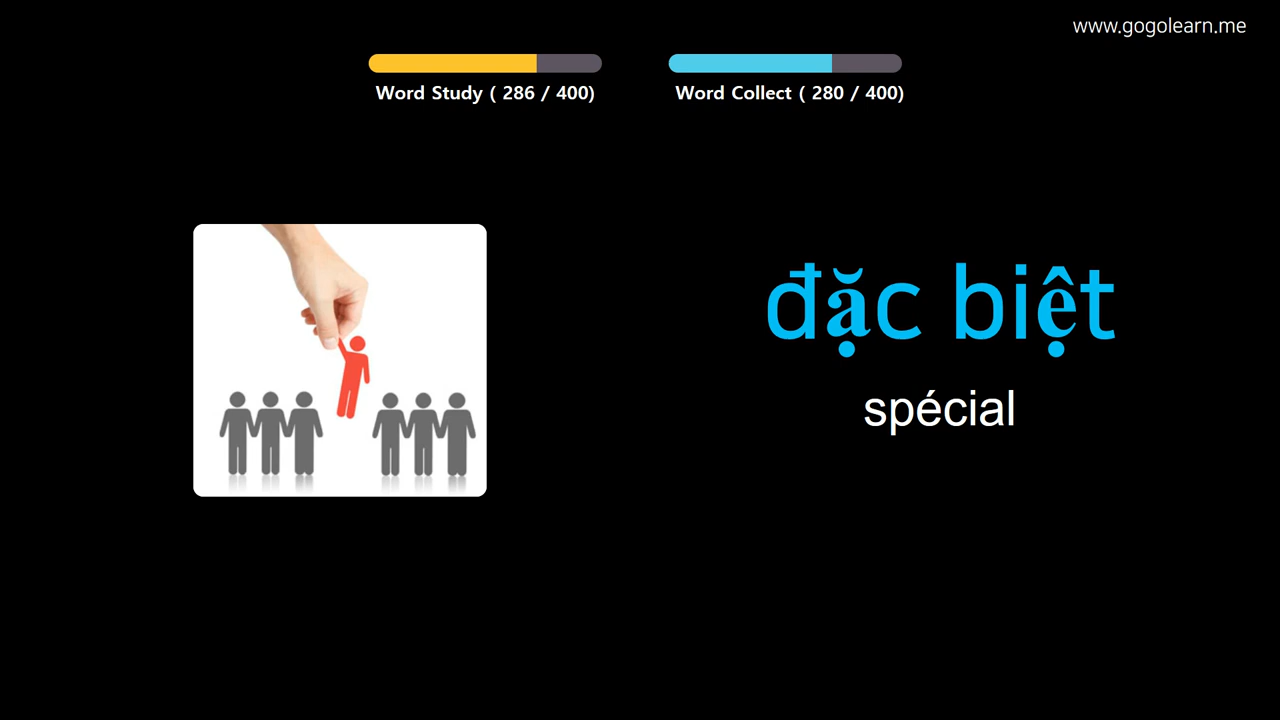 www.gogolearn.me
Word Study ( 286 / 400)
Word Collect ( 280 / 400)
đặc biệt
spécial